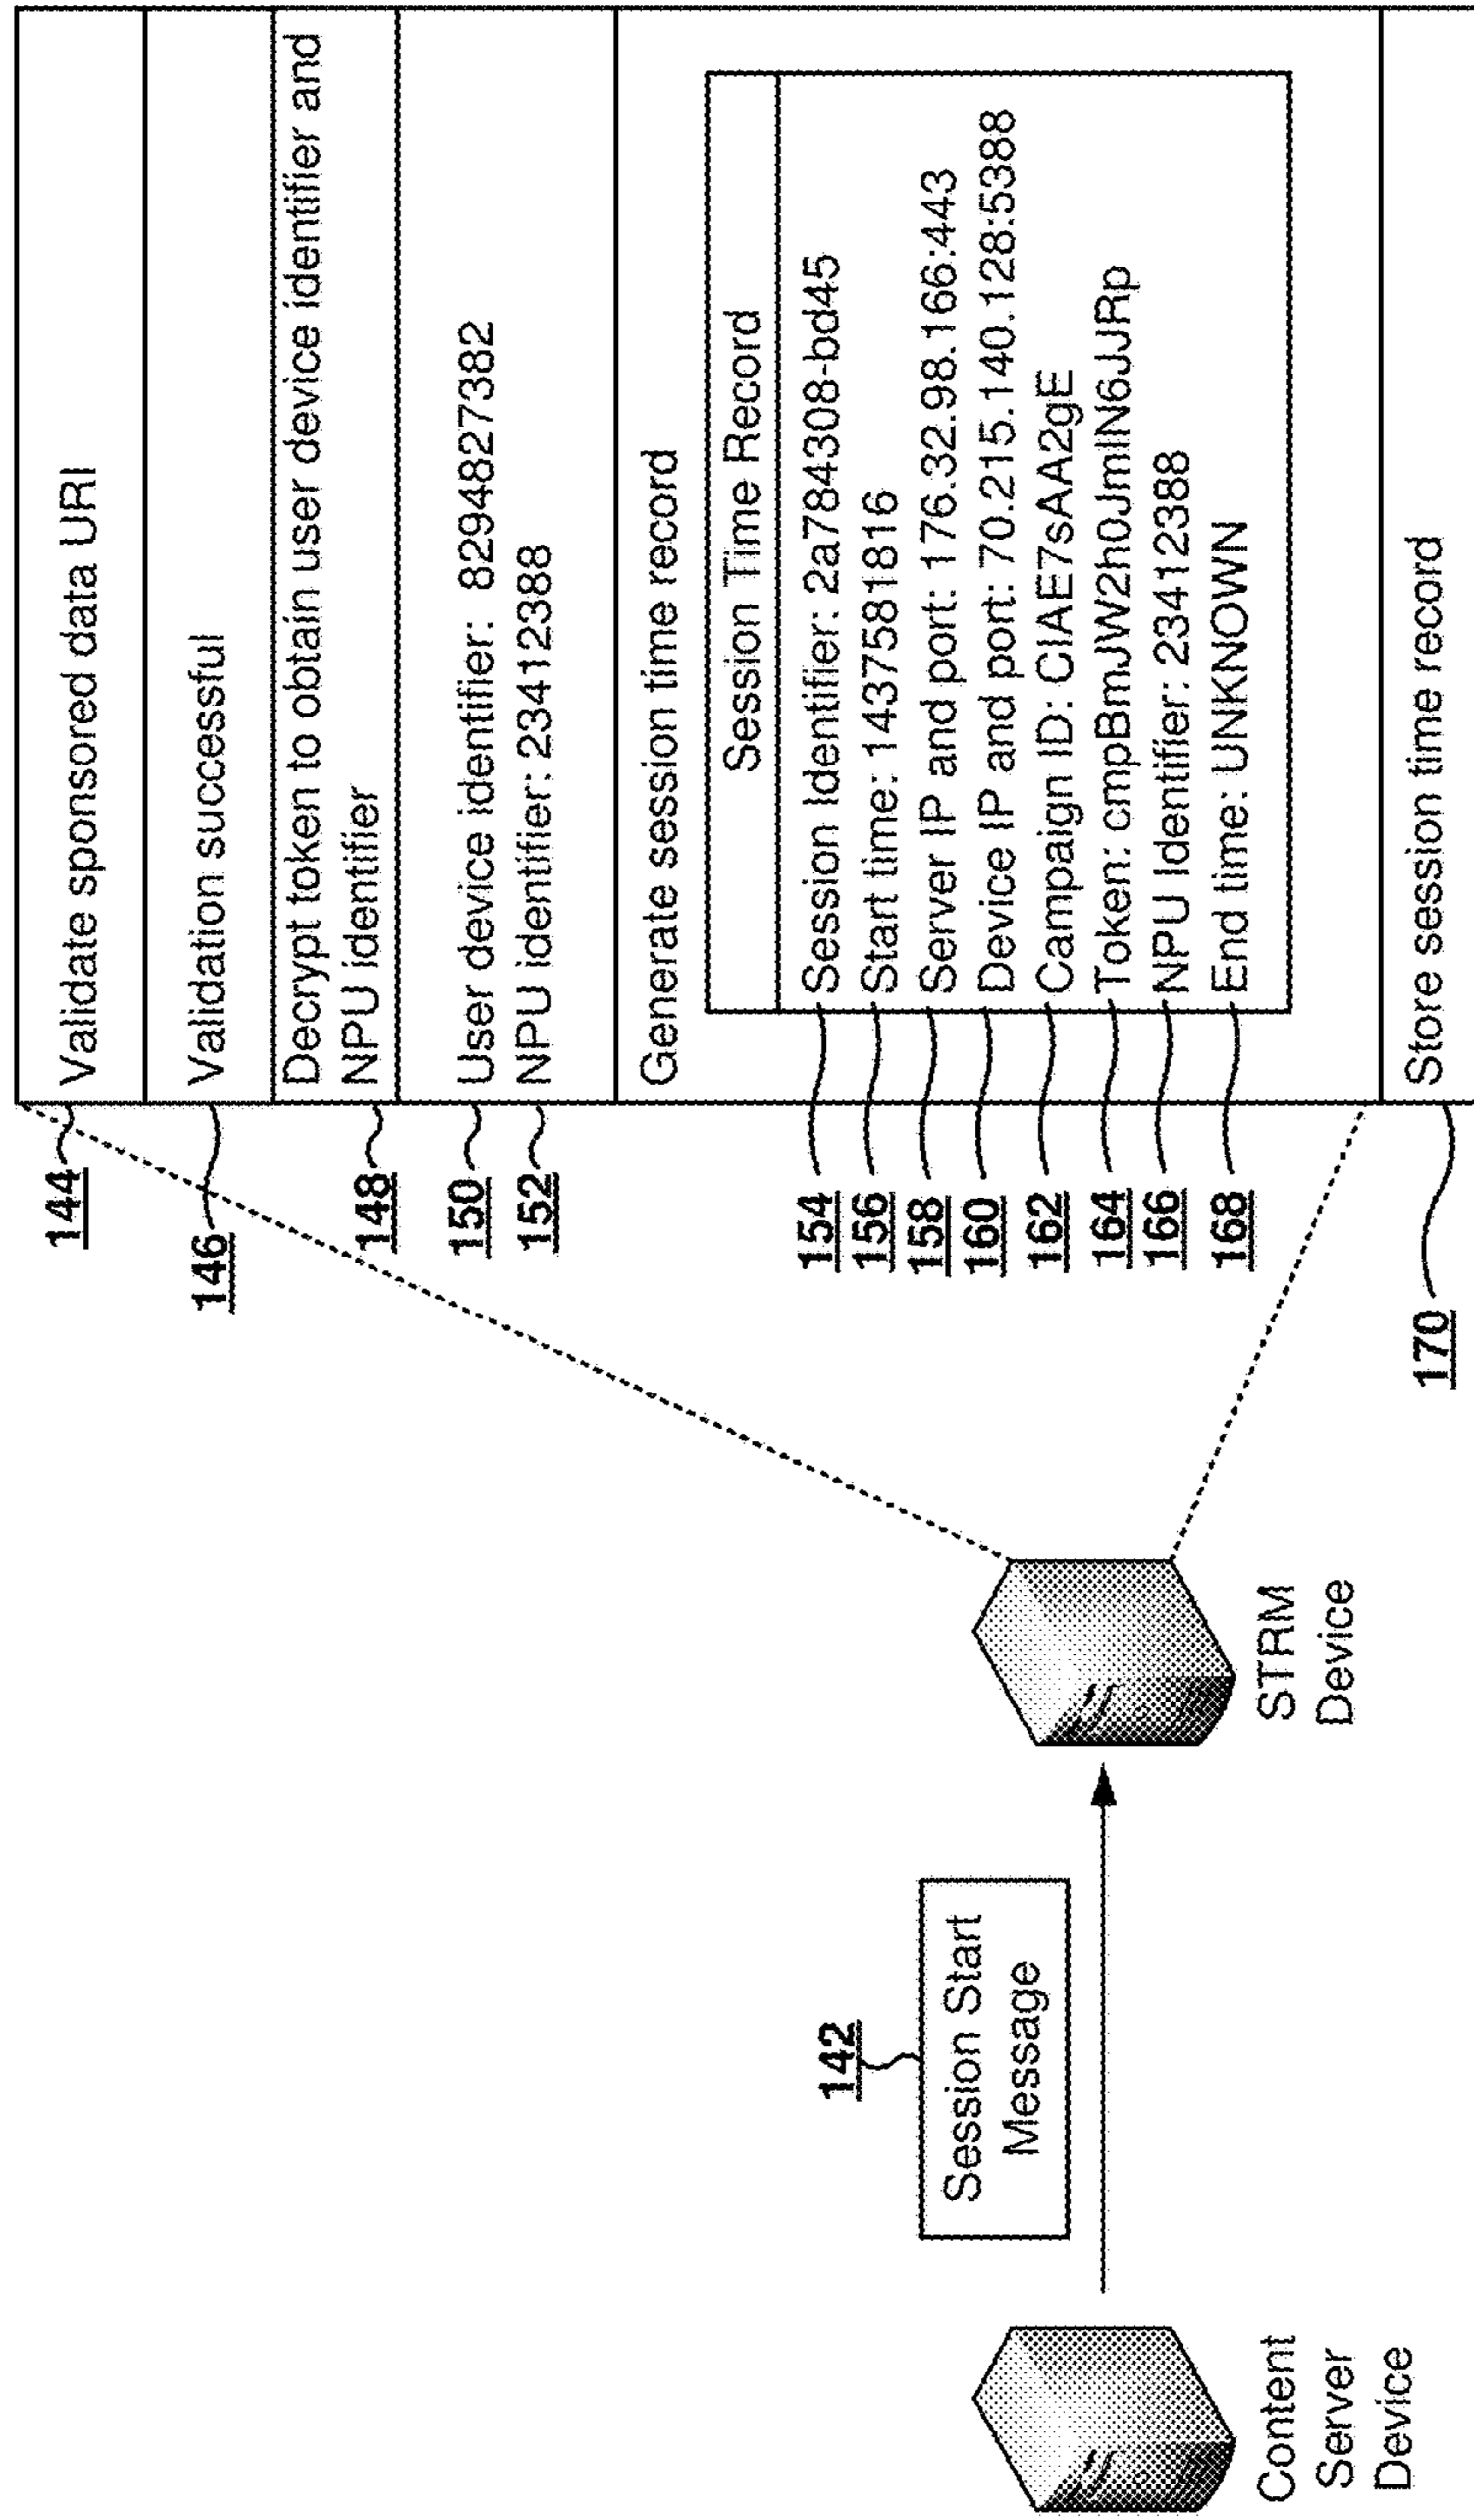 Content
Server
Device
142
Session Start
Message
STRM
Device
144
Validate sponsored data URI
146
Validation successful
148
Decrypt token to obtain user device identifier and
NPU identifier
150
User device identifier: 8294827382
152
NPU identifier: 23412388
Generate session time record
Session Time Record
154
Session Identifier: 2a784308-bd45
156
Start time: 1437581816
158
Server IP and port: 176.32.98.166:443
160
Device IP and port: 70.215.140.128:5388
162
Campaign ID: CIAE7sAA2gE
164
Token: cmpBmJW2h0JmlN6JJRp
166
NPU Identifier: 23412388
168
End time: UNKNOWN
170
Store session time record